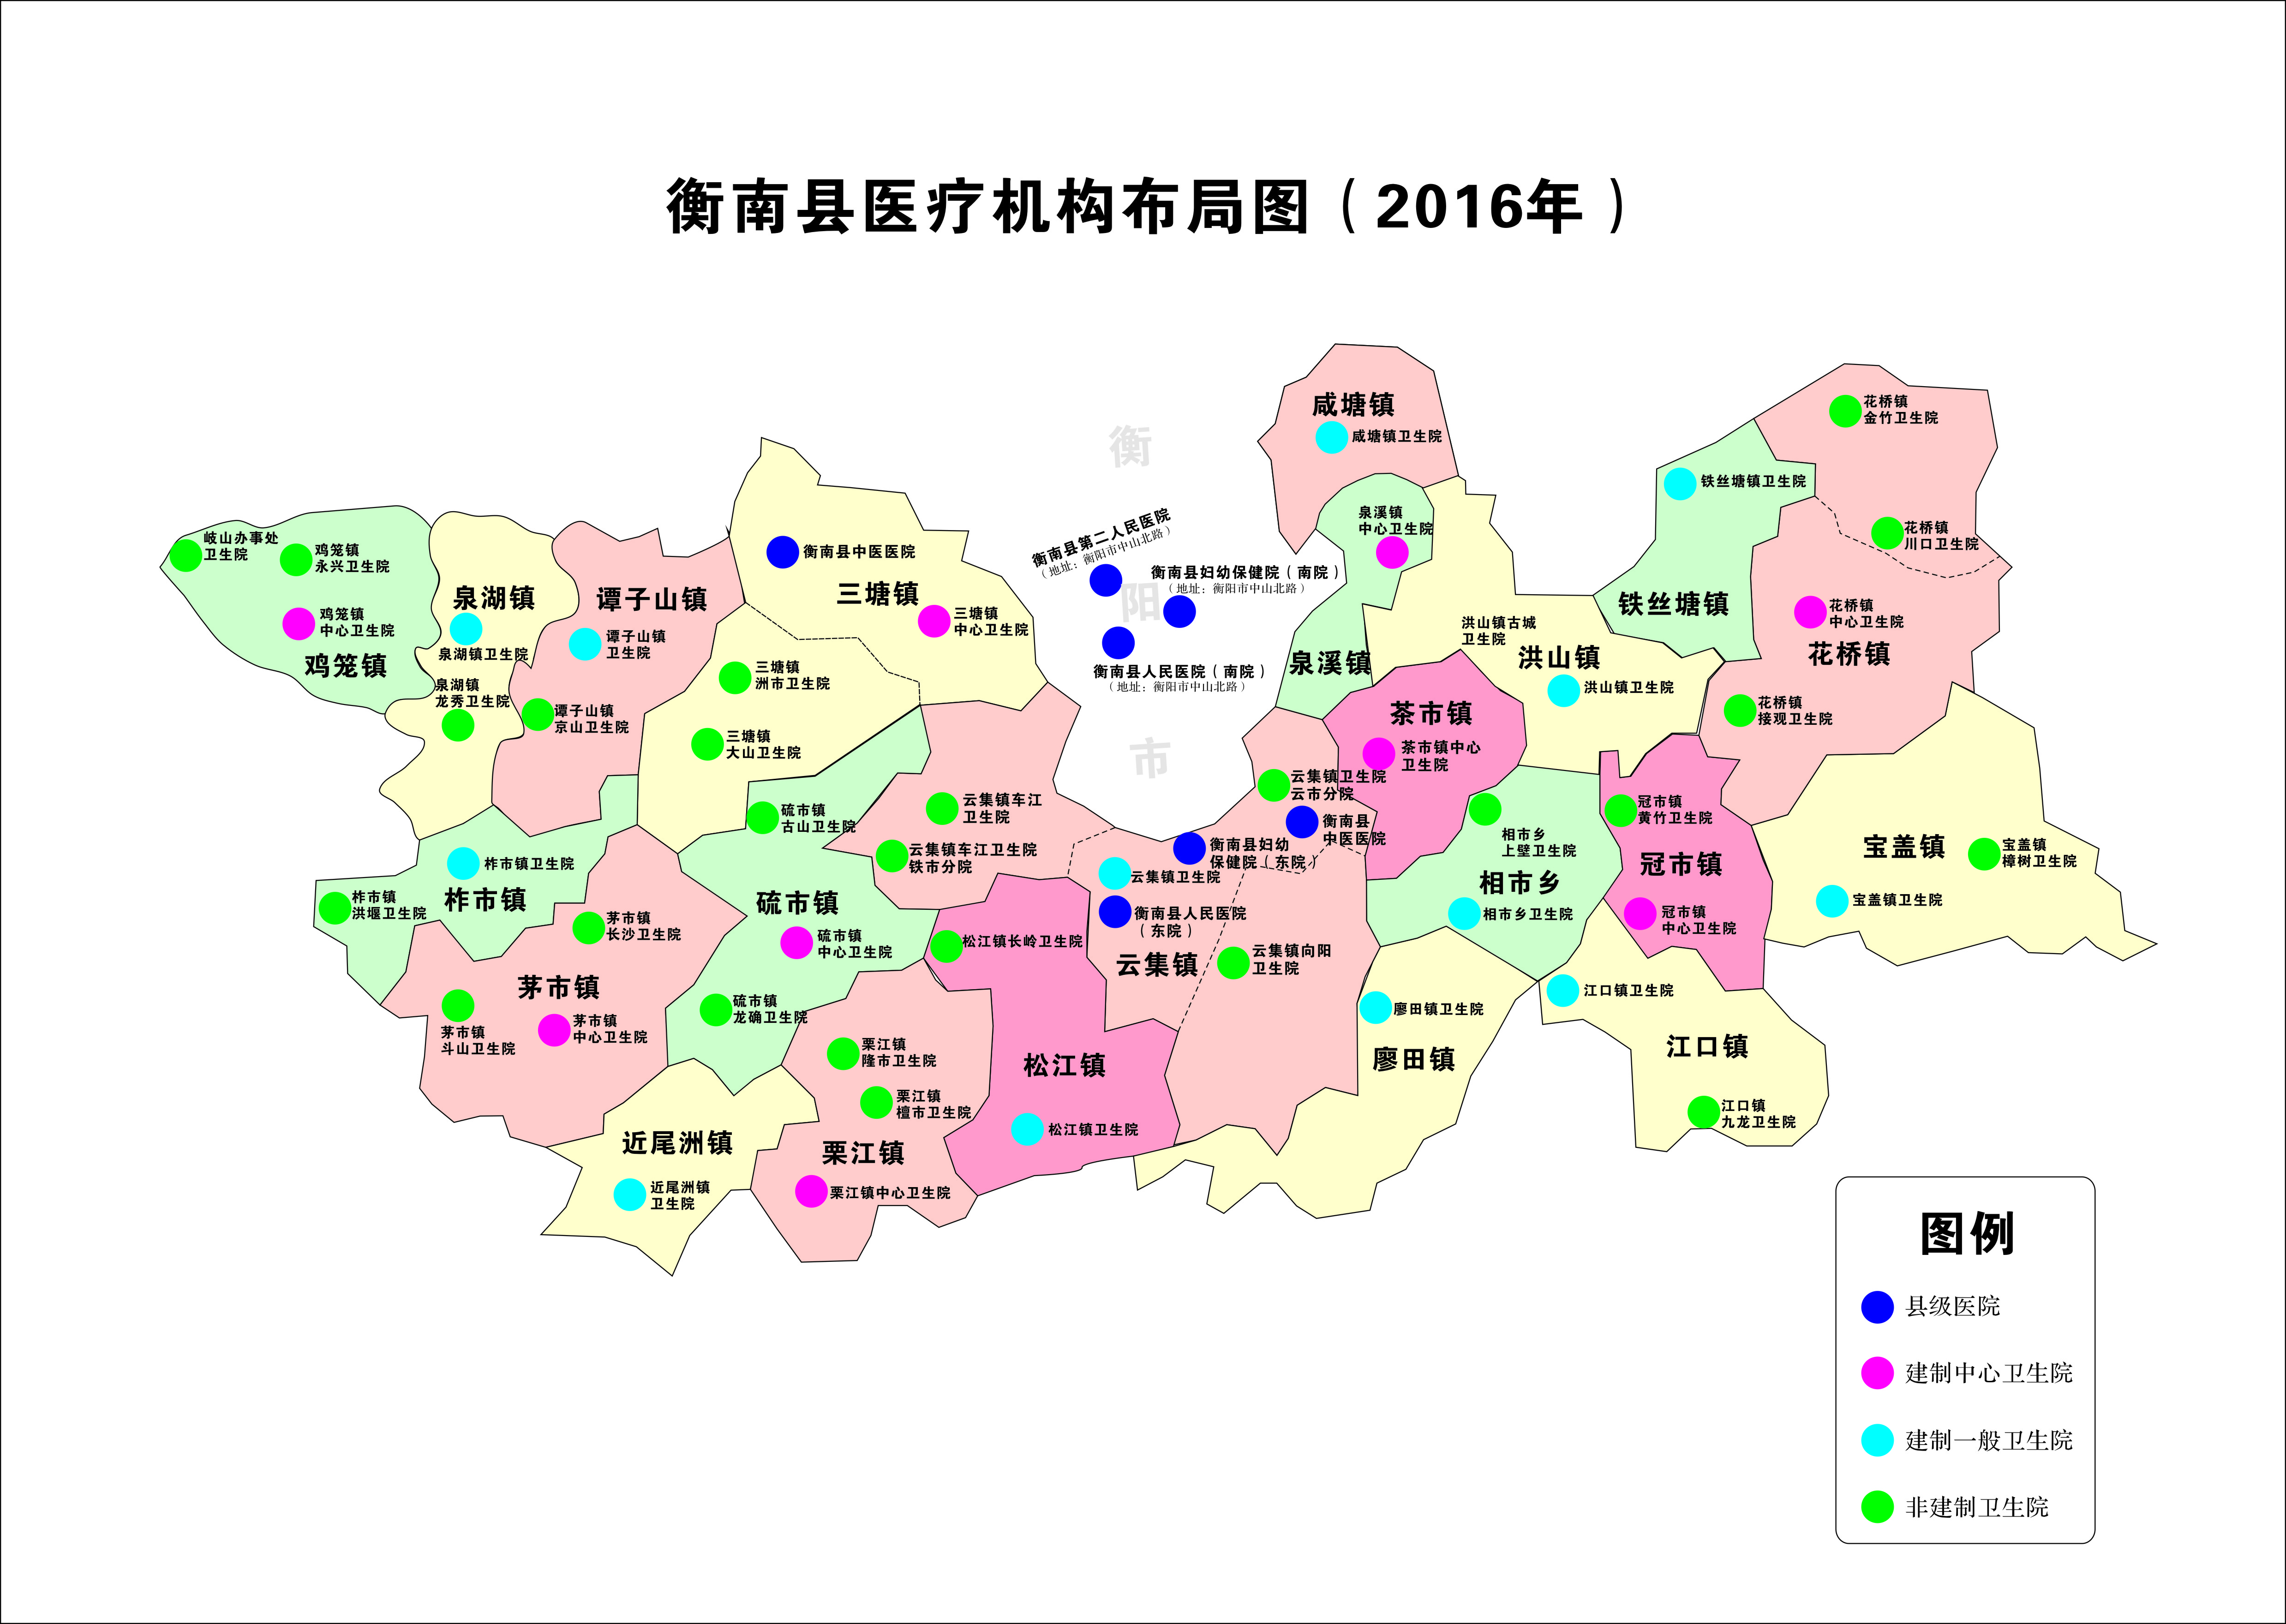 衡南县医疗机构布局图（2016年）
衡
阳
市
岐山办事处
卫生院
鸡笼镇
永兴卫生院
鸡笼镇
中心卫生院
鸡笼镇
泉湖镇
泉湖镇卫生院
泉湖镇
龙秀卫生院
谭子山镇
谭子山镇
卫生院
谭子山镇
京山卫生院
衡南县中医医院
三塘镇
三塘镇
中心卫生院
三塘镇
洲市卫生院
三塘镇
大山卫生院
衡南县第二人民医院
（地址：衡阳市中山北路）
衡南县妇幼保健院（南院）
（地址：衡阳市中山北路）
衡南县人民医院（南院）
（地址：衡阳市中山北路）
咸塘镇
咸塘镇卫生院
泉溪镇
中心卫生院
泉溪镇
洪山镇古城
卫生院
洪山镇
洪山镇卫生院
铁丝塘镇卫生院
铁丝塘镇
花桥镇
金竹卫生院
花桥镇
川口卫生院
花桥镇
中心卫生院
花桥镇
花桥镇
接观卫生院
茶市镇
茶市镇中心
卫生院
云集镇卫生院
云市分院
衡南县
中医医院
衡南县妇幼
保健院（东院）
云集镇卫生院
衡南县人民医院
（东院）
云集镇
云集镇向阳
卫生院
云集镇车江
卫生院
云集镇车江卫生院
铁市分院
硫市镇
古山卫生院
硫市镇
硫市镇
中心卫生院
硫市镇
龙确卫生院
柞市镇卫生院
柞市镇
柞市镇
洪堰卫生院
茅市镇
长沙卫生院
茅市镇
茅市镇
斗山卫生院
茅市镇
中心卫生院
松江镇长岭卫生院
松江镇
松江镇卫生院
栗江镇
隆市卫生院
栗江镇
檀市卫生院
栗江镇
栗江镇中心卫生院
近尾洲镇
近尾洲镇
卫生院
相市乡
上壁卫生院
相市乡
相市乡卫生院
冠市镇
黄竹卫生院
冠市镇
冠市镇
中心卫生院
宝盖镇
宝盖镇
樟树卫生院
宝盖镇卫生院
廖田镇卫生院
廖田镇
江口镇卫生院
江口镇
江口镇
九龙卫生院
图例
县级医院
建制中心卫生院
建制一般卫生院
非建制卫生院